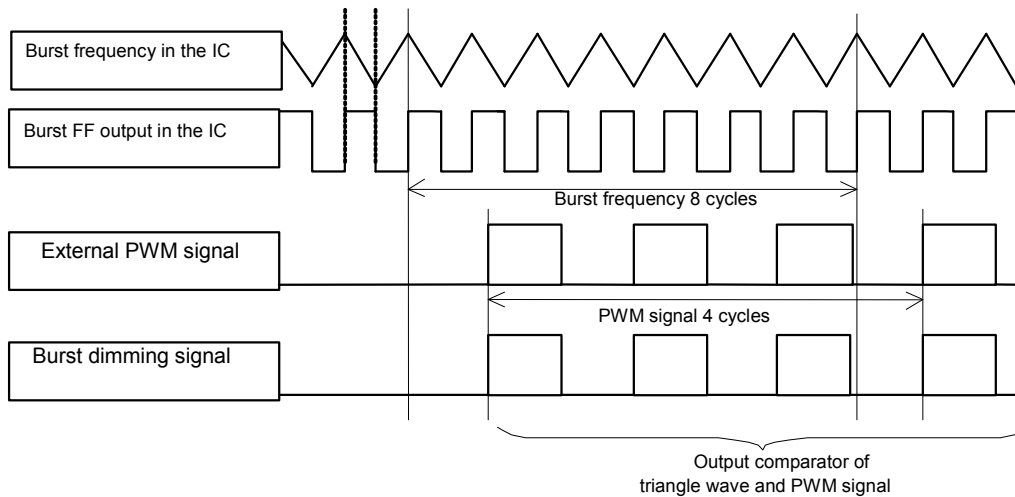 Burst frequency in the IC
Burst FF output in the IC
Burst frequency 8 cycles
External PWM signal
PWM signal 4 cycles
Burst dimming signal
Output comparator of
triangle wave and PWM signal